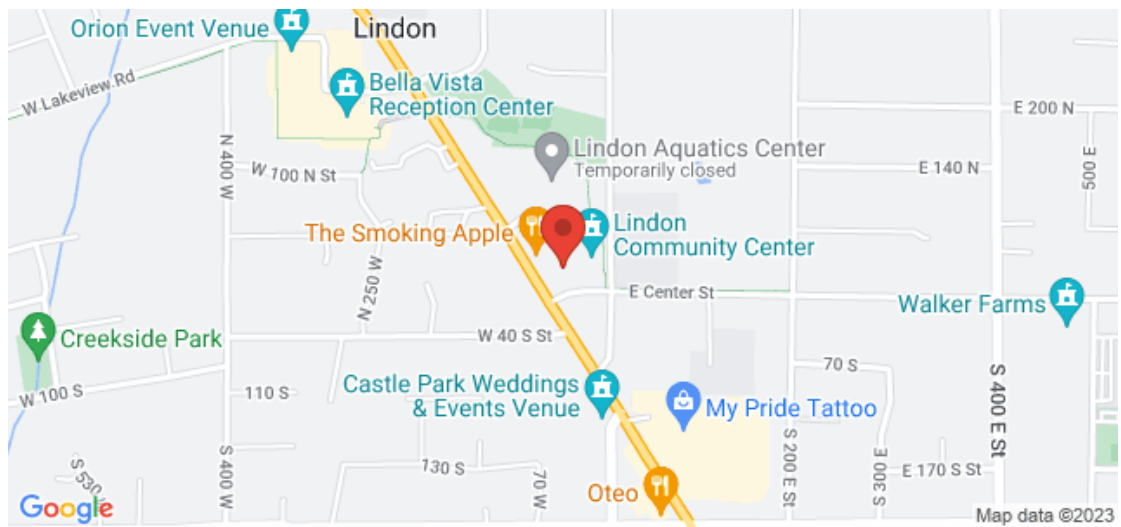 Orion Event Venue
Lindon
W Lakeview Rd
Bella Vista
Reception Center
E 200 N
N 400 W
W 100 N St
Lindon Aquatics Center
Temporarily closed
E 140 N
500 E
The Smoking Apple
Lindon
Community Center
N 250 W
E Center St
Walker Farms
Creekside Park
W 40 S St
70 S
W 100 S
110 S
Castle Park Weddings
& Events Venue
My Pride Tattoo
S 400 E St
S 530
S 400 W
130 S
70 W
Oteo
S 200 E St
S 300 E
E 170 S St
Google
Map data ©2023